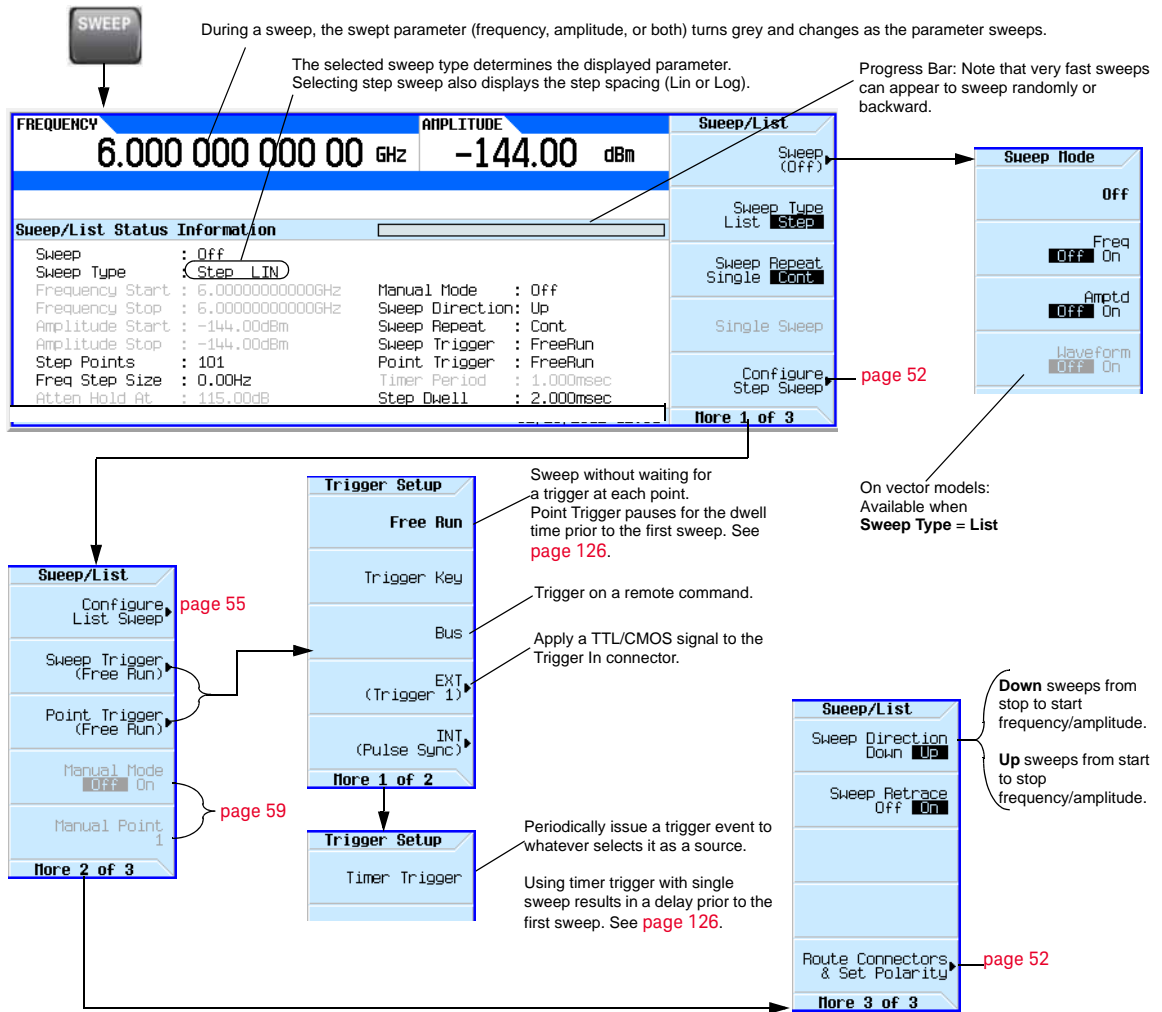 SWEEP
During a sweep, the swept parameter (frequency, amplitude, or both) turns grey and changes as the parameter sweeps.
The selected sweep type determines the displayed parameter.
Selecting step sweep also displays the step spacing (Lin or Log).
Progress Bar: Note that very fast sweeps
can appear to sweep randomly or
backward.
FREQUENCY
6.000 000 000 00 GHz
AMPLITUDE
-144.00 dBm
Sweep/List Status Information
Sweep : Off
Sweep Type : Step LIN
Frequency Start : 6.00000000000GHz
Frequency Stop : 6.00000000000GHz
Amplitude Start : -144.00dBm
Amplitude Stop : -144.00dBm
Step Points : 101
Freq Step Size : 0.00Hz
Atten Hold At : 115.00dB
Manual Mode : Off
Sweep Direction: Up
Sweep Repeat : Cont
Sweep Trigger : FreeRun
Point Trigger : FreeRun
Timer Period : 1.000msec
Step Dwell : 2.000msec
Sweep/List
Sweep
(Off)
Sweep Type
List Step
Sweep Repeat
Single Cont
Single Sweep
Configure
Step Sweep
More 1 of 3
page 52
Sweep Mode
Off
Freq
Off On
Amptd
Off On
Waveform
Off On
On vector models:
Available when
Sweep Type = List
Sweep/List
Configure
List Sweep
page 55
Sweep Trigger
(Free Run)
Point Trigger
(Free Run)
Manual Mode
Off On
Manual Point
1
page 59
More 2 of 3
Trigger Setup
Free Run
Trigger Key
Bus
EXT
(Trigger 1)
INT
(Pulse Sync)
More 1 of 2
Sweep without waiting for
a trigger at each point.
Point Trigger pauses for the dwell
time prior to the first sweep. See
page 126.
Trigger on a remote command.
Apply a TTL/CMOS signal to the
Trigger In connector.
Trigger Setup
Timer Trigger
Periodically issue a trigger event to
whatever selects it as a source.
Using timer trigger with single
sweep results in a delay prior to the
first sweep. See page 126.
Sweep/List
Sweep Direction
Down Up
Sweep Retrace
Off On
Route Connectors
& Set Polarity
More 3 of 3
Down sweeps from
stop to start
frequency/amplitude.
Up sweeps from start
to stop
frequency/amplitude.
page 52